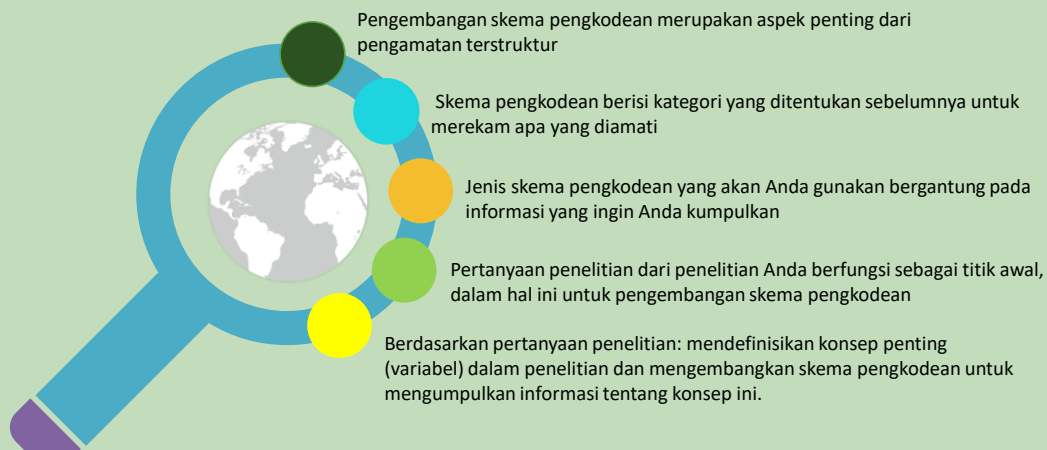 Pengembangan skema pengkodean merupakan aspek penting dari
pengamatan terstruktur
Skema pengkodean berisi kategori yang ditentukan sebelumnya untuk
merekam apa yang diamati
Jenis skema pengkodean yang akan Anda gunakan bergantung pada
informasi yang ingin Anda kumpulkan
Pertanyaan penelitian dari penelitian Anda berfungsi sebagai titik awal,
dalam hal ini untuk pengembangan skema pengkodean
Berdasarkan pertanyaan penelitian: mendefinisikan konsep penting
(variabel) dalam penelitian dan mengembangkan skema pengkodean untuk
mengumpulkan informasi tentang konsep ini.